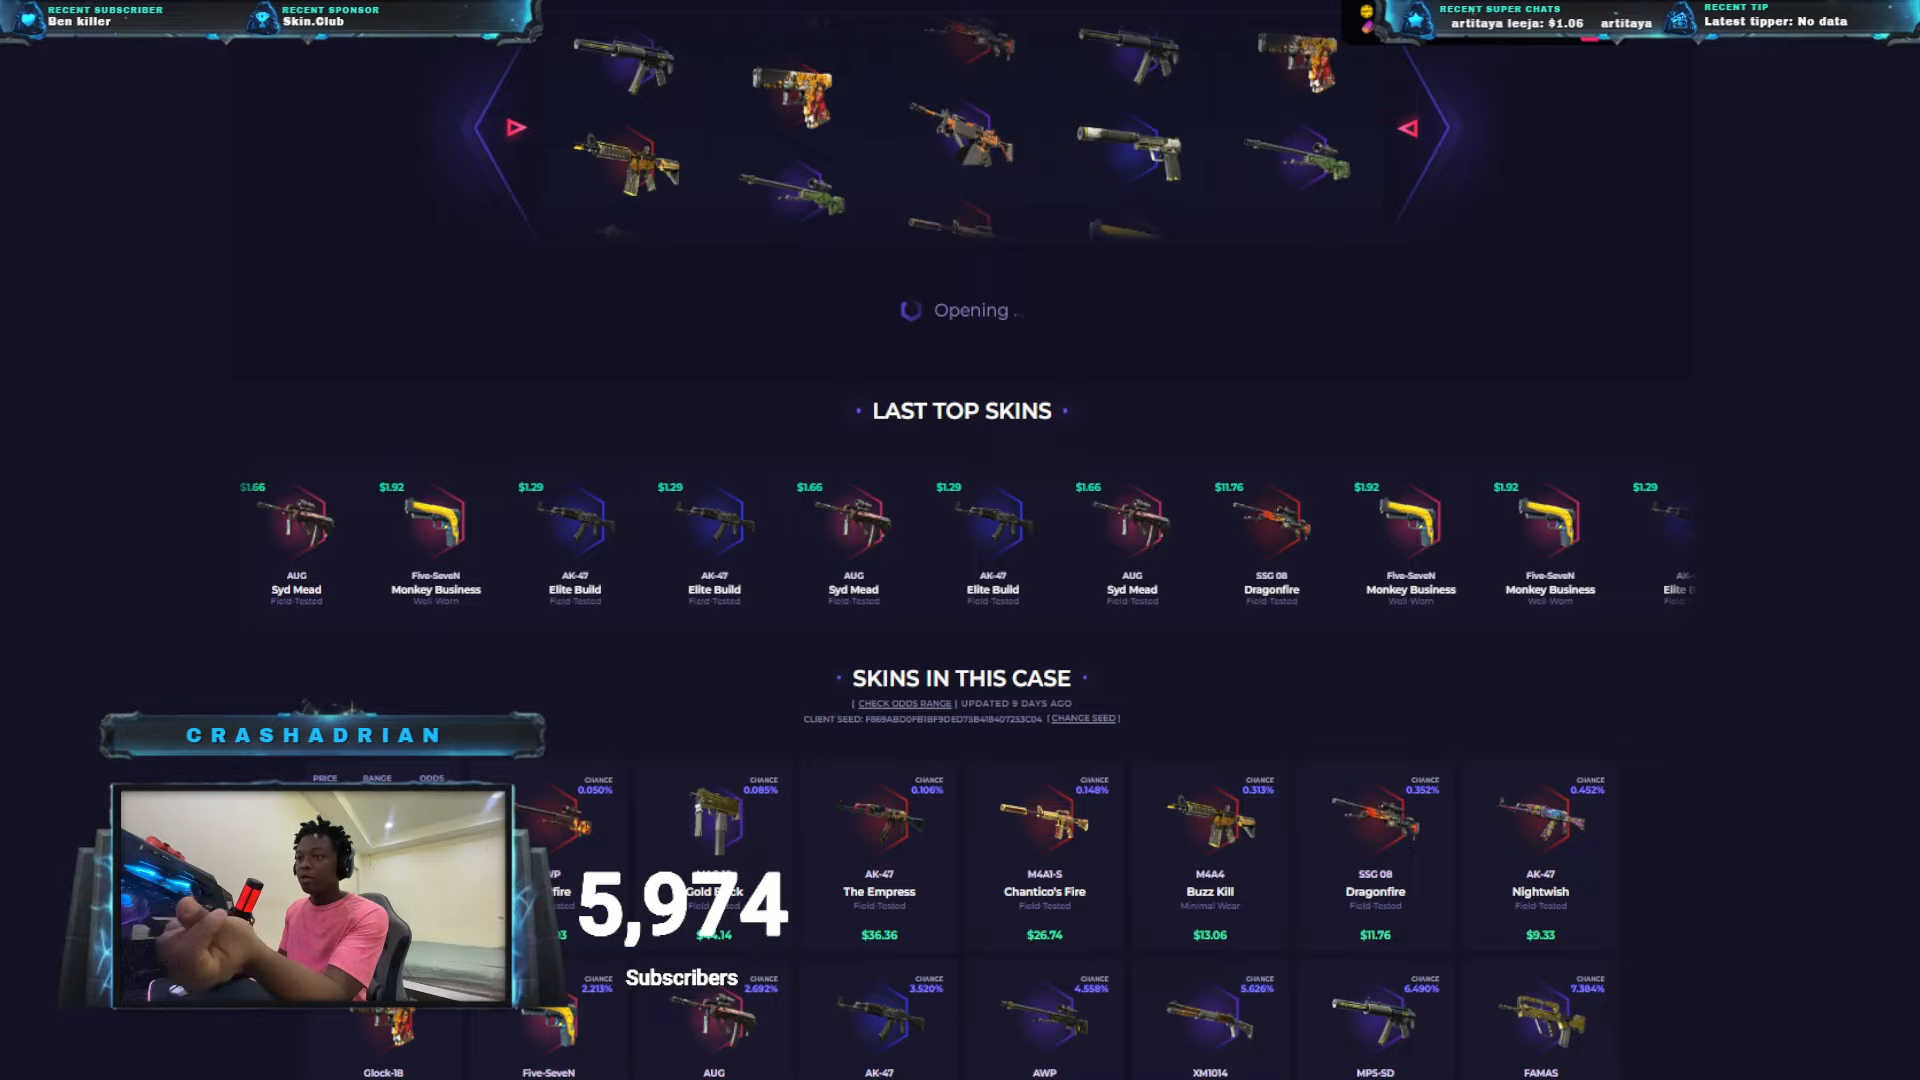 RECENT SUBSCRIBER
Ben killer
RECENT SPONSOR
Skin.Club
RECENT SUPER CHATS
artitaya leeja: $1.06 artitaya
RECENT TIP
Latest tipper: No data
Opening ..
LAST TOP SKINS
$1.66 $1.92 $1.29 $1.29 $1.66 $1.29 $1.66 $11.76 $1.92 $1.92 $1.29
AUG Five-SeveN AK-47 AK-47 AUG AK-47 AUG SSG 08 Five-SeveN Five-SeveN
Syd Mead Monkey Business Elite Build Elite Build Syd Mead Elite Build Syd Mead Dragonfire Monkey Business Monkey Business Elite
Field-Tested Well-Worn Field-Tested Field-Tested Field-Tested Field-Tested Field-Tested Field-Tested Well-Worn Well-Worn
SKINS IN THIS CASE
[ CHECK ODDS RANGE ] UPDATED 9 DAYS AGO
[ CHANGE SEED ]
CRASHADRIAN
PRICE RANGE ODDS
CHANCE CHANCE CHANCE CHANCE CHANCE CHANCE CHANCE
0.050% 0.085% 0.106% 0.148% 0.313% 0.352% 0.452%
AK-47 M4A1-S M4A4 SSG 08 AK-47
The Empress Chantico's Fire Buzz Kill Dragonfire Nightwish
Field-Tested Field-Tested Minimal Wear Field-Tested Field-Tested
$36.36 $26.74 $13.06 $11.76 $9.33
5,974
Subscribers
CHANCE CHANCE CHANCE CHANCE CHANCE CHANCE CHANCE
2.213% 2.692% 3.520% 4.558% 5.626% 6.490% 7.384%
Glock-18 Five-SeveN AUG AK-47 AWP XM1014 MP5-SD FAMAS